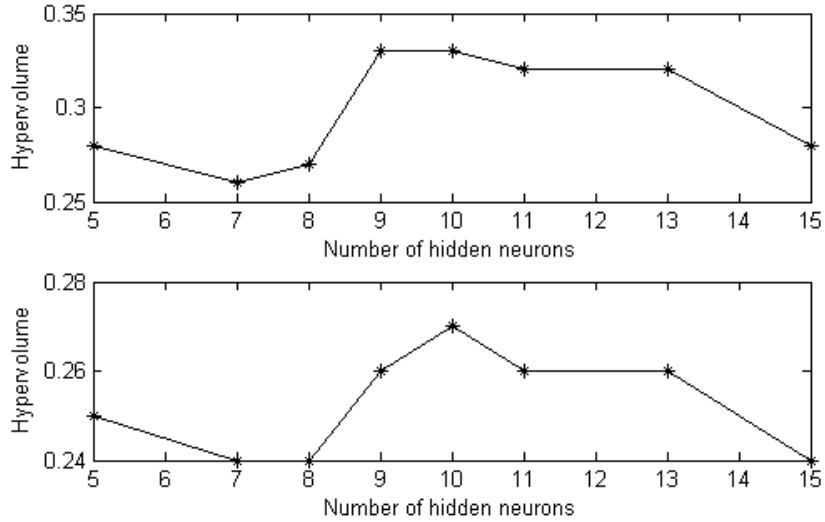 0.35
0.3
0.25
Hypervolume
5 6 7 8 9 10 11 12 13 14 15
Number of hidden neurons
0.28
0.26
0.24
Hypervolume
5 6 7 8 9 10 11 12 13 14 15
Number of hidden neurons